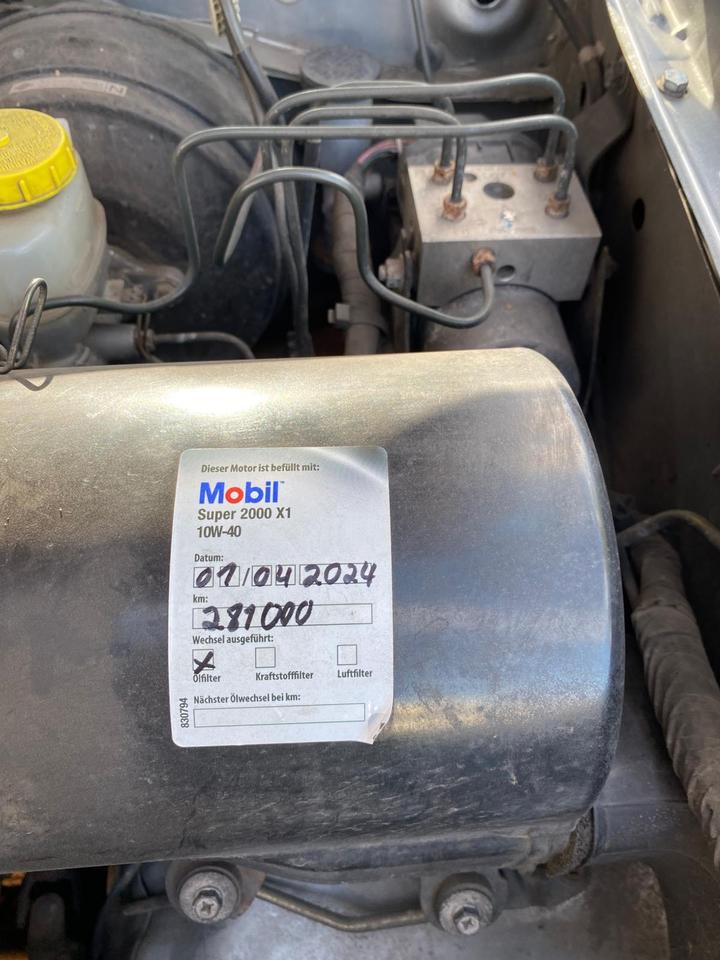 Dieser Motor ist befüllt mit:
Mobil™
Super 2000 X1
10W-40
Datum:
01/04 2024
km:
281000
Wechsel ausgeführt:
X
Ölfilter Kraftstofffilter Luftfilter
Nächster Ölwechsel bei km:
830794